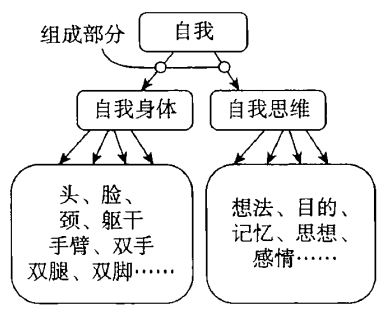 组成部分
自我
自我身体
自我思维
头、脸、
颈、躯干
手臂、双手
双腿、双脚……
想法、目的、
记忆、思想、
感情……